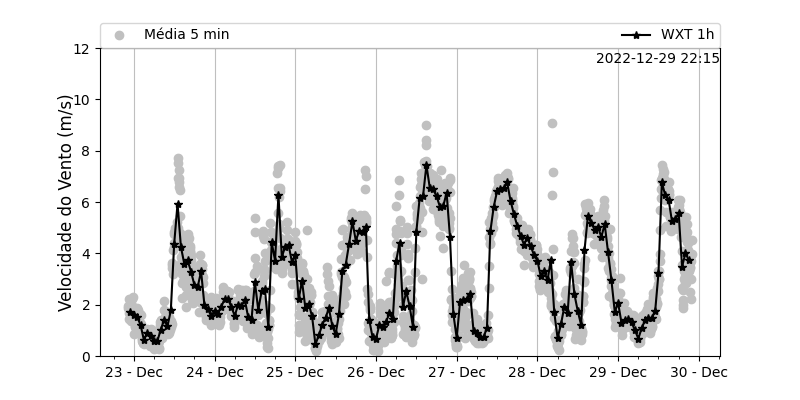 Média 5 min
WXT 1h
2022-12-29 22:15
Velocidade do Vento (m/s)
12
10
8
6
4
2
0
23 - Dec
24 - Dec
25 - Dec
26 - Dec
27 - Dec
28 - Dec
29 - Dec
30 - Dec